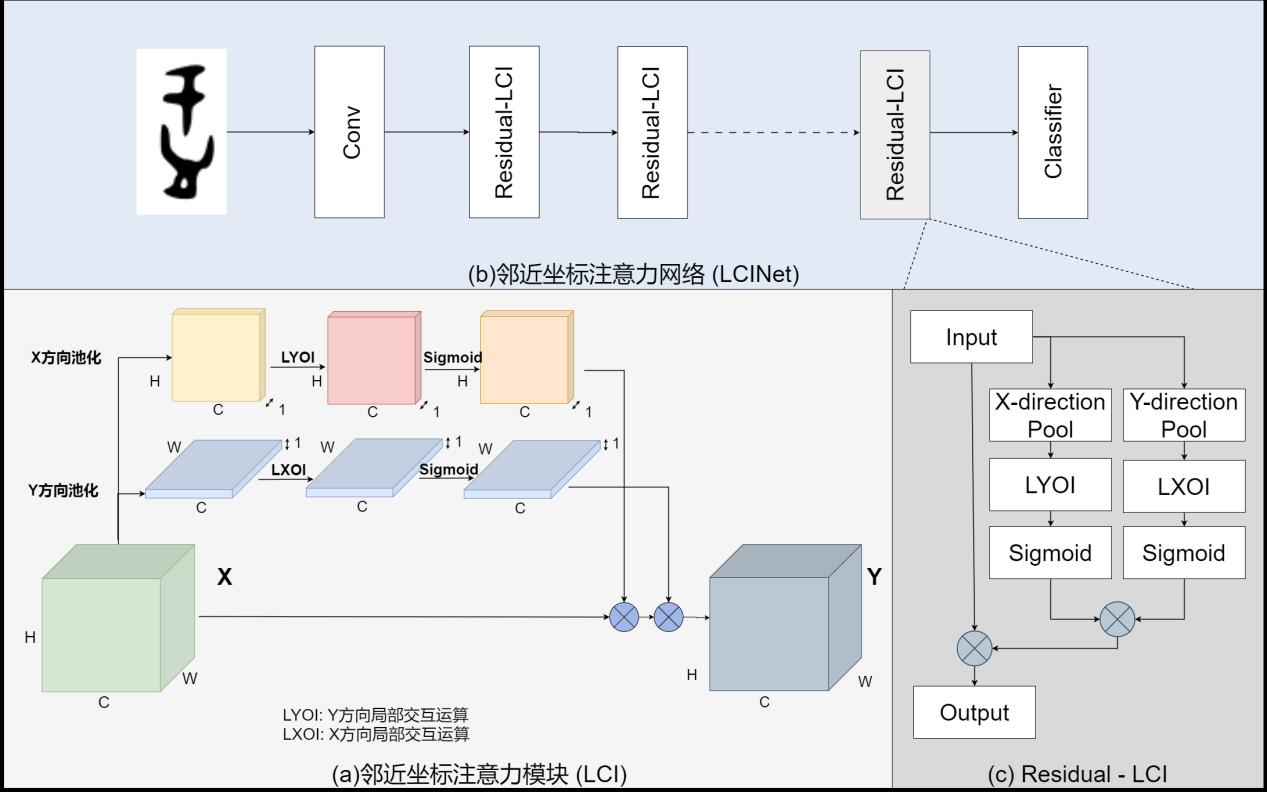 Conv
Residual-LCI
Residual-LCI
Residual-LCI
Classifier
(b)邻近坐标注意力网络 (LCINet)
X方向池化
H
C
1
LYOI
H
C
1
Sigmoid
H
C
1
Y方向池化
W
C
1
LXOI
W
C
1
Sigmoid
W
C
1
X
H
C
W
Y
H
C
W
LYOI: Y方向局部交互运算
LXOI: X方向局部交互运算
(a)邻近坐标注意力模块 (LCI)
Input
X-direction
Pool
Y-direction
Pool
LYOI
LXOI
Sigmoid
Sigmoid
Output
(c) Residual - LCI